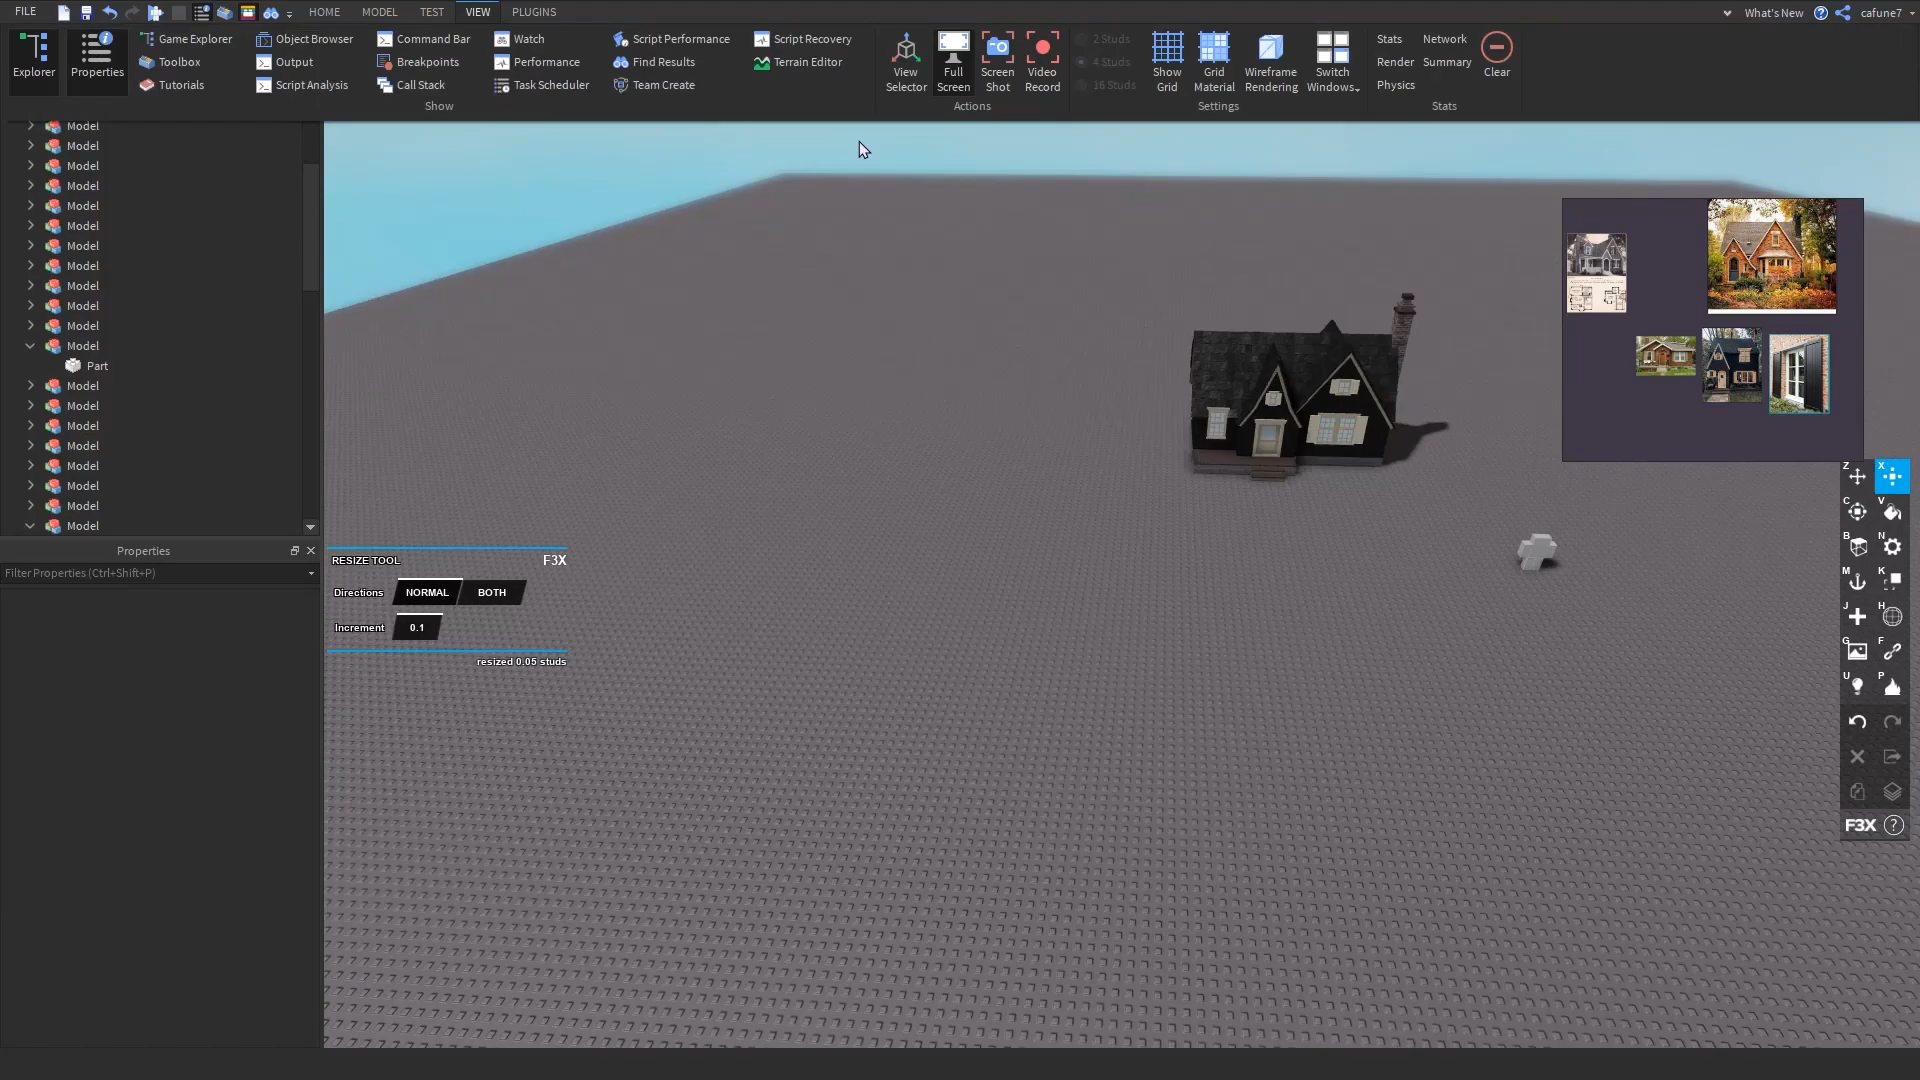 FILE
HOME
MODEL
TEST
VIEW
PLUGINS
What's New
cafune7
Explorer
Properties
Game Explorer
Toolbox
Tutorials
Object Browser
Output
Script Analysis
Command Bar
Breakpoints
Call Stack
Watch
Performance
Task Scheduler
Script Performance
Find Results
Team Create
Script Recovery
Terrain Editor
Show
View
Selector
Full
Screen
Screen
Shot
Video
Record
Actions
2 Studs
4 Studs
16 Studs
Show
Grid
Grid
Material
Wireframe
Rendering
Switch
Windows
Settings
Stats
Network
Render
Summary
Physics
Clear
Stats
Model
Model
Model
Model
Model
Model
Model
Model
Model
Model
Model
Model
Part
Model
Model
Model
Model
Model
Model
Model
Model
Properties
Filter Properties (Ctrl+Shift+P)
RESIZE TOOL
F3X
Directions
NORMAL
BOTH
Increment
0.1
resized 0.05 studs
Z
X
C
V
B
N
M
K
J
H
G
F
U
P
F3X
?